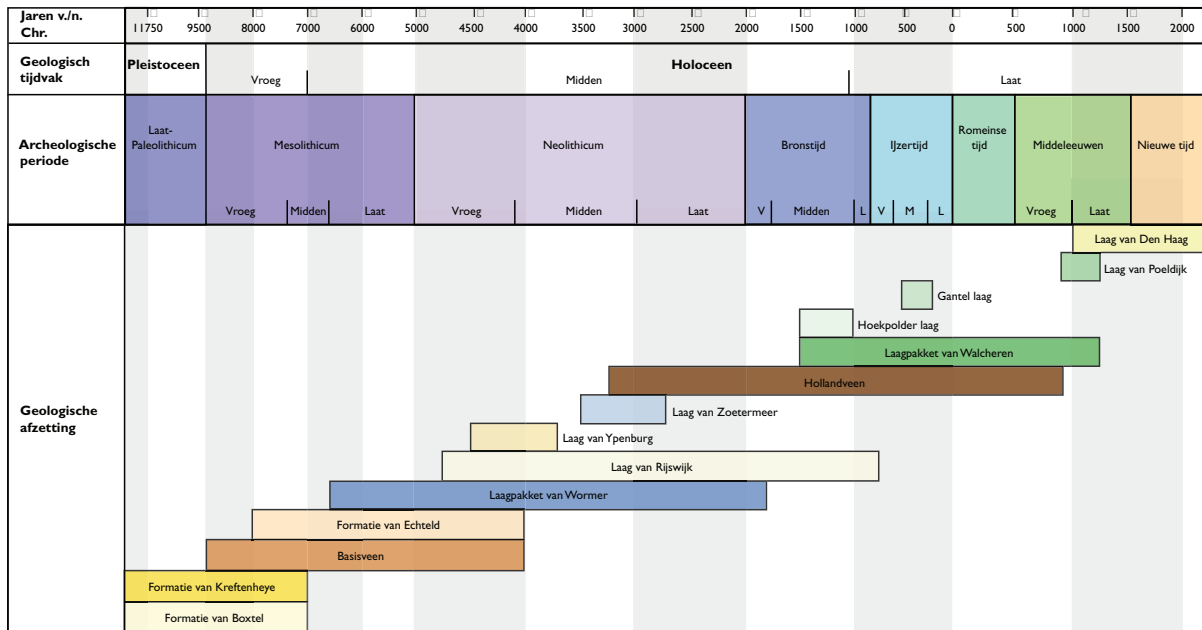 Jaren v./n. Chr.
11750 9500 8000 7000 6000 5000 4000 3000 2000 1000 500 0 500 1000 1500 2000
Geologisch tijdvak
Pleistoceen Holoceen
Vroeg Midden Laat
Archeologische periode
Laat-Paleolithicum Mesolithicum Neolithicum Bronstijd IJzertijd Romeinse tijd Middeleeuwen Nieuwe tijd
Vroeg Midden Laat Vroeg Midden Laat V Midden L V M L Vroeg Laat
Geologische afzetting
Laag van Den Haag
Laag van Poeldijk
Gantel laag
Hoekpolder laag
Laagpakket van Walcheren
Hollandveen
Laag van Zoetermeer
Laag van Ypenburg
Laag van Rijswijk
Laagpakket van Wormer
Formatie van Echteld
Basisveen
Formatie van Kreftenheye
Formatie van Boxtel